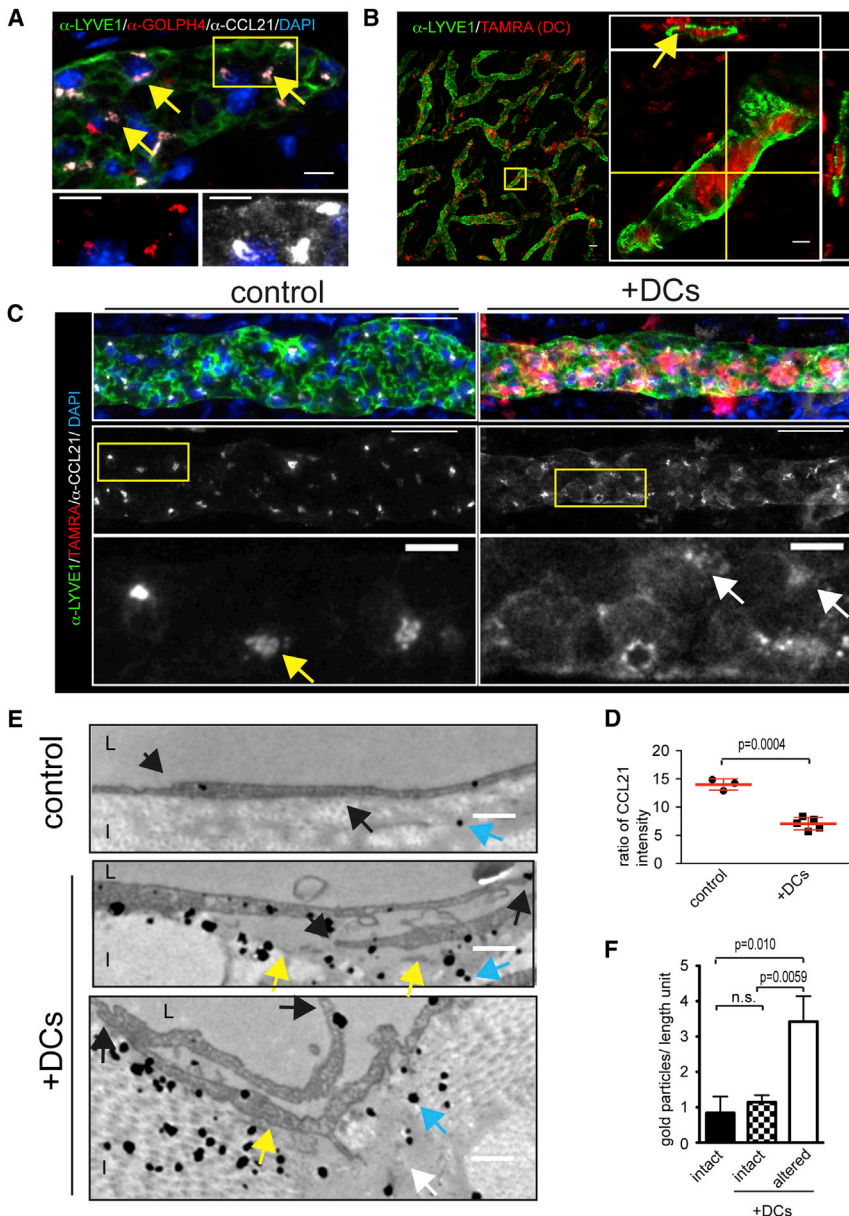 A
α-LYVE1/α-GOLPH4/α-CCL21/DAPI
B
α-LYVE1/TAMRA (DC)
control
+DCs
C
α-LYVE1/TAMRA/α-CCL21/ DAPI
E
control
L
I
+DCs
L
I
L
I
D
p=0.0004
ratio of CCL21
intensity
20
15
10
5
0
control
+DCs
F
p=0.010
p=0.0059
n.s.
gold particles/ length unit
5
4
3
2
1
0
intact
intact
altered
+DCs